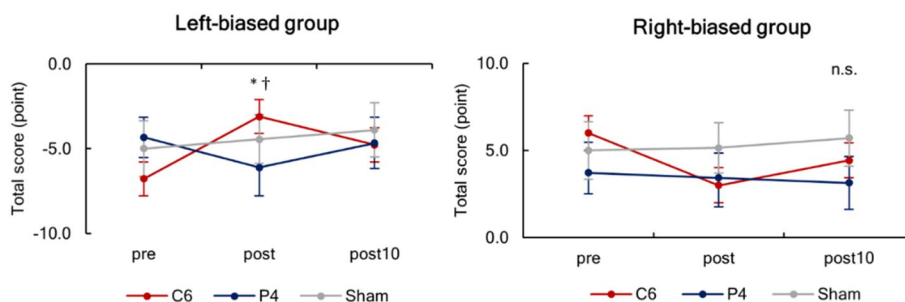 Left-biased group
Total score (point)
0.0
-5.0
-10.0
* †
pre
post
post10
C6
P4
Sham
Right-biased group
Total score (point)
10.0
5.0
0.0
n.s.
pre
post
post10
C6
P4
Sham